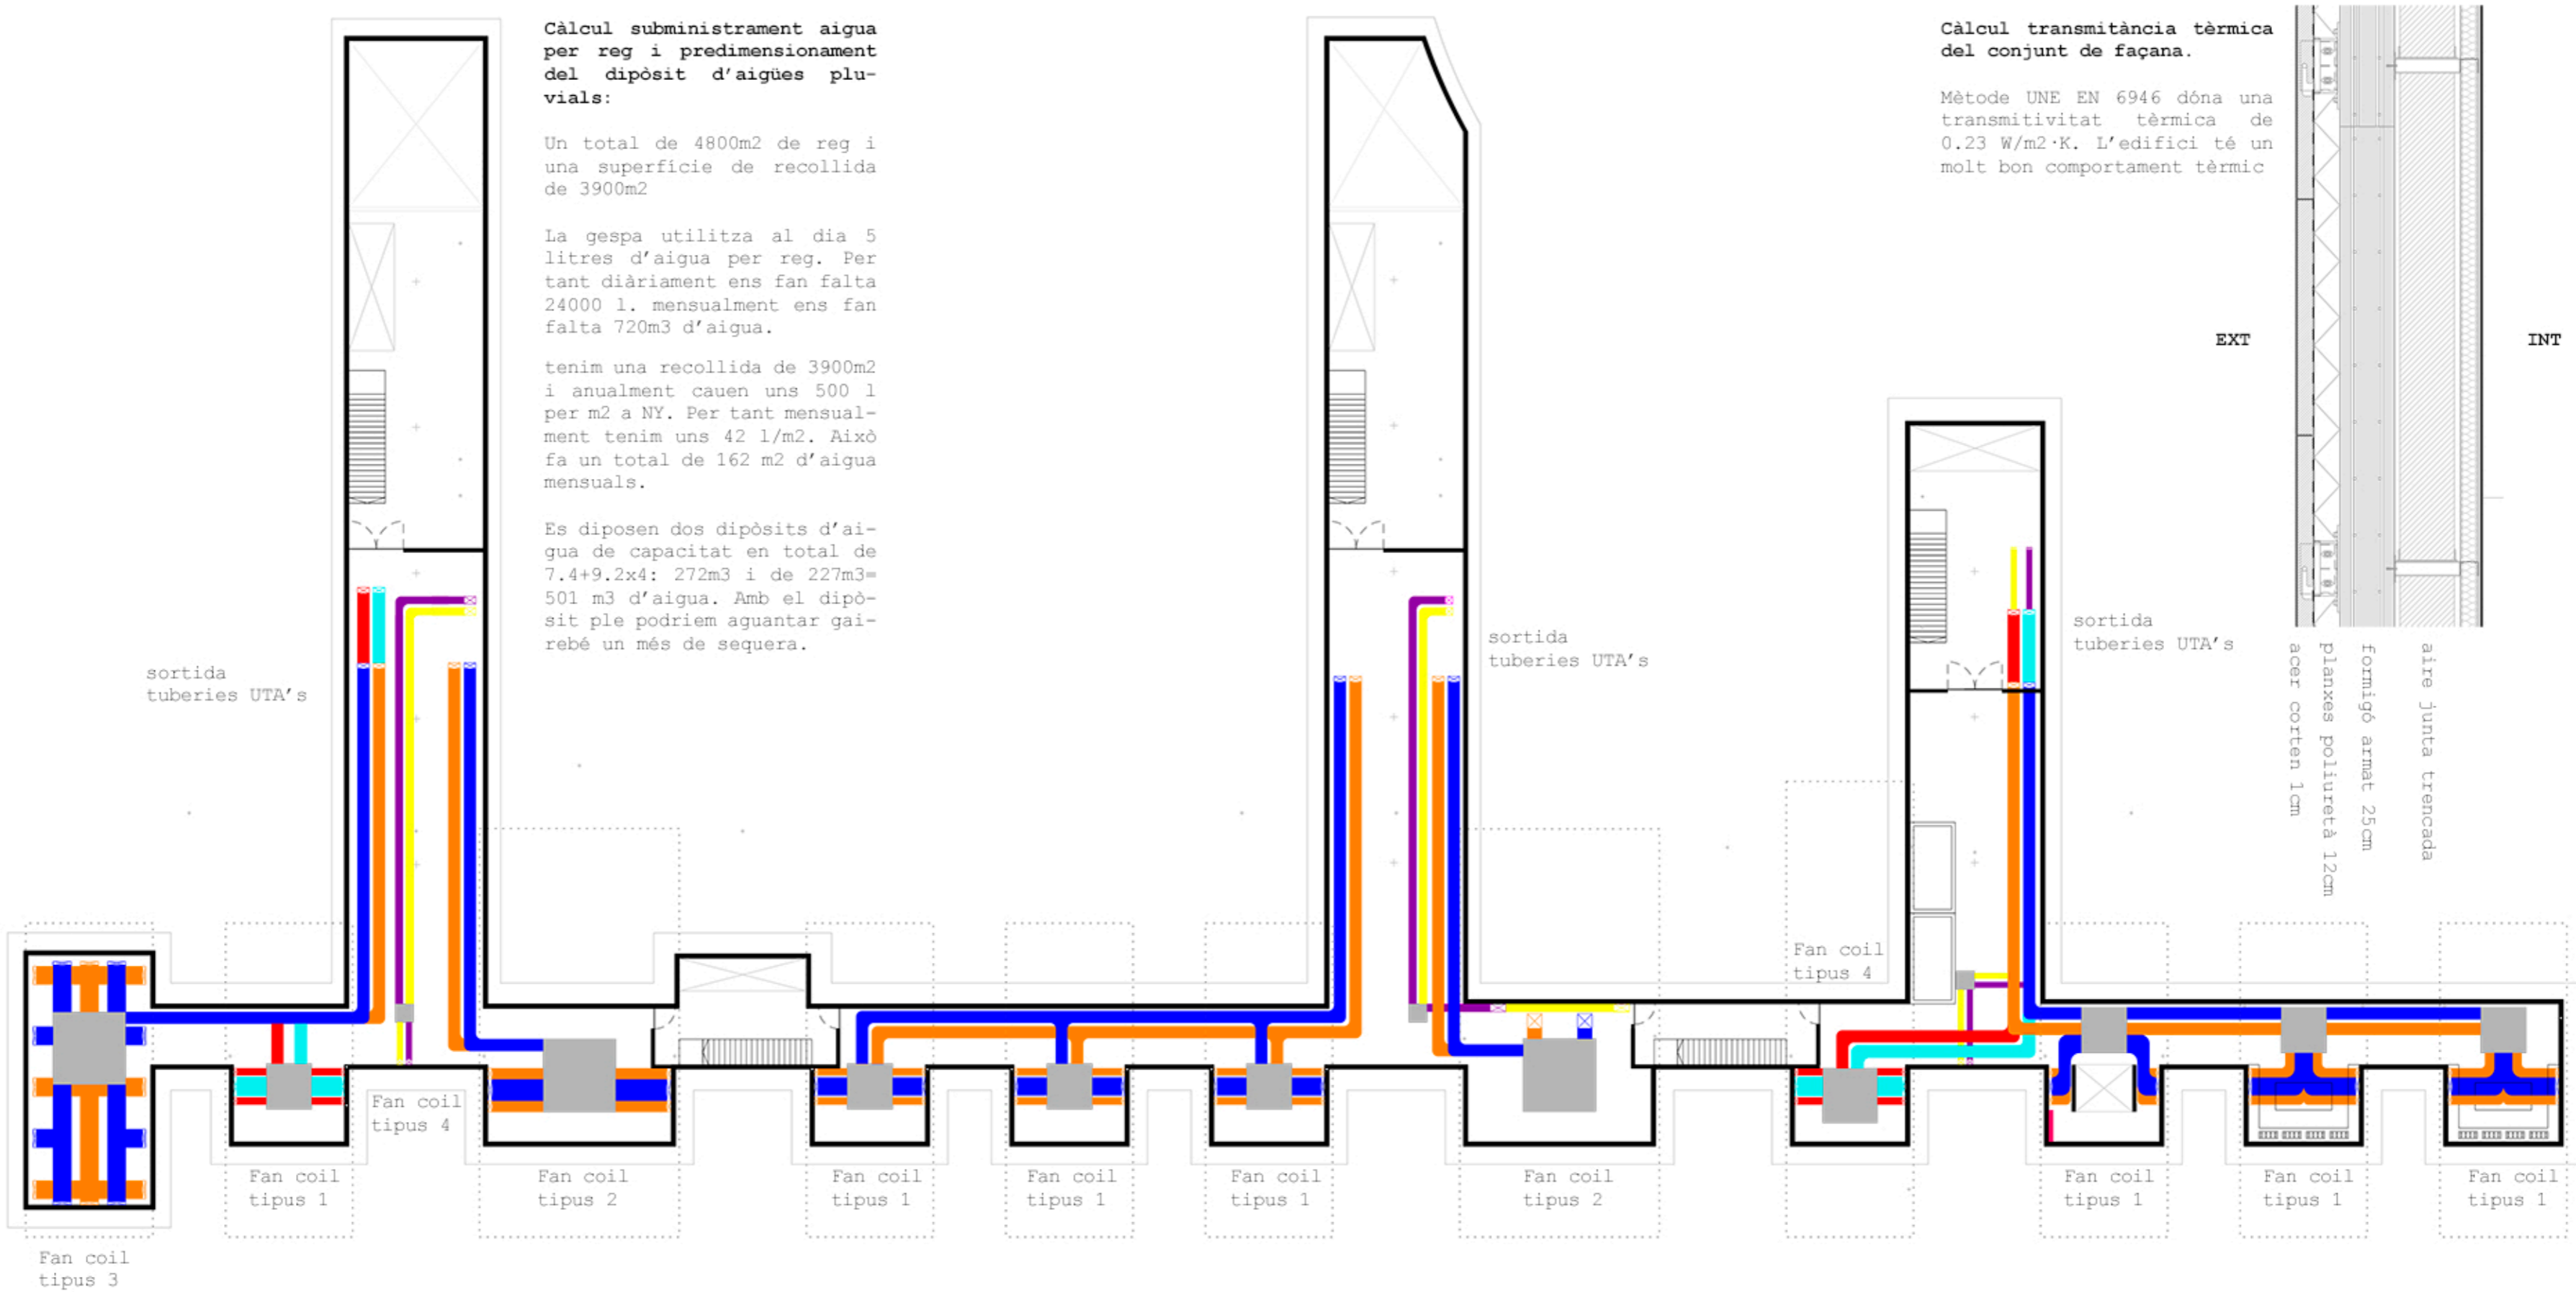 Càlcul subministrament aigua
per reg i predimensionament
del dipòsit d'aigües plu-
vials:
Un total de 4800m2 de reg i
una superfície de recollida
de 3900m2
La gespa utilitza al dia 5
litres d'aigua per reg. Per
tant diàriament ens fan falta
24000 l. mensualment ens fan
falta 720m3 d'aigua.
tenim una recollida de 3900m2
i anualment cauen uns 500 l
per m2 a NY. Per tant mensual-
ment tenim uns 42 l/m2. Això
fa un total de 162 m2 d'aigua
mensuals.
Es diposen dos dipòsits d'ai-
gua de capacitat en total de
7.4+9.2x4: 272m3 i de 227m3=
501 m3 d'aigua. Amb el dipò-
sit ple podriem aguantar gai-
rebé un més de sequera.
Càlcul transmitància tèrmica
del conjunt de façana.
Mètode UNE EN 6946 dóna una
transmitivitat tèrmica de
0.23 W/m2·K. L'edifici té un
molt bon comportament tèrmic
EXT
INT
acer corten 1cm
planxes poliuretà 12cm
formigó armat 25cm
aire junta trencada
sortida
tuberies UTA's
sortida
tuberies UTA's
sortida
tuberies UTA's
Fan coil
tipus 4
Fan coil
tipus 4
Fan coil
tipus 3
Fan coil
tipus 1
Fan coil
tipus 2
Fan coil
tipus 1
Fan coil
tipus 1
Fan coil
tipus 1
Fan coil
tipus 2
Fan coil
tipus 1
Fan coil
tipus 1
Fan coil
tipus 1